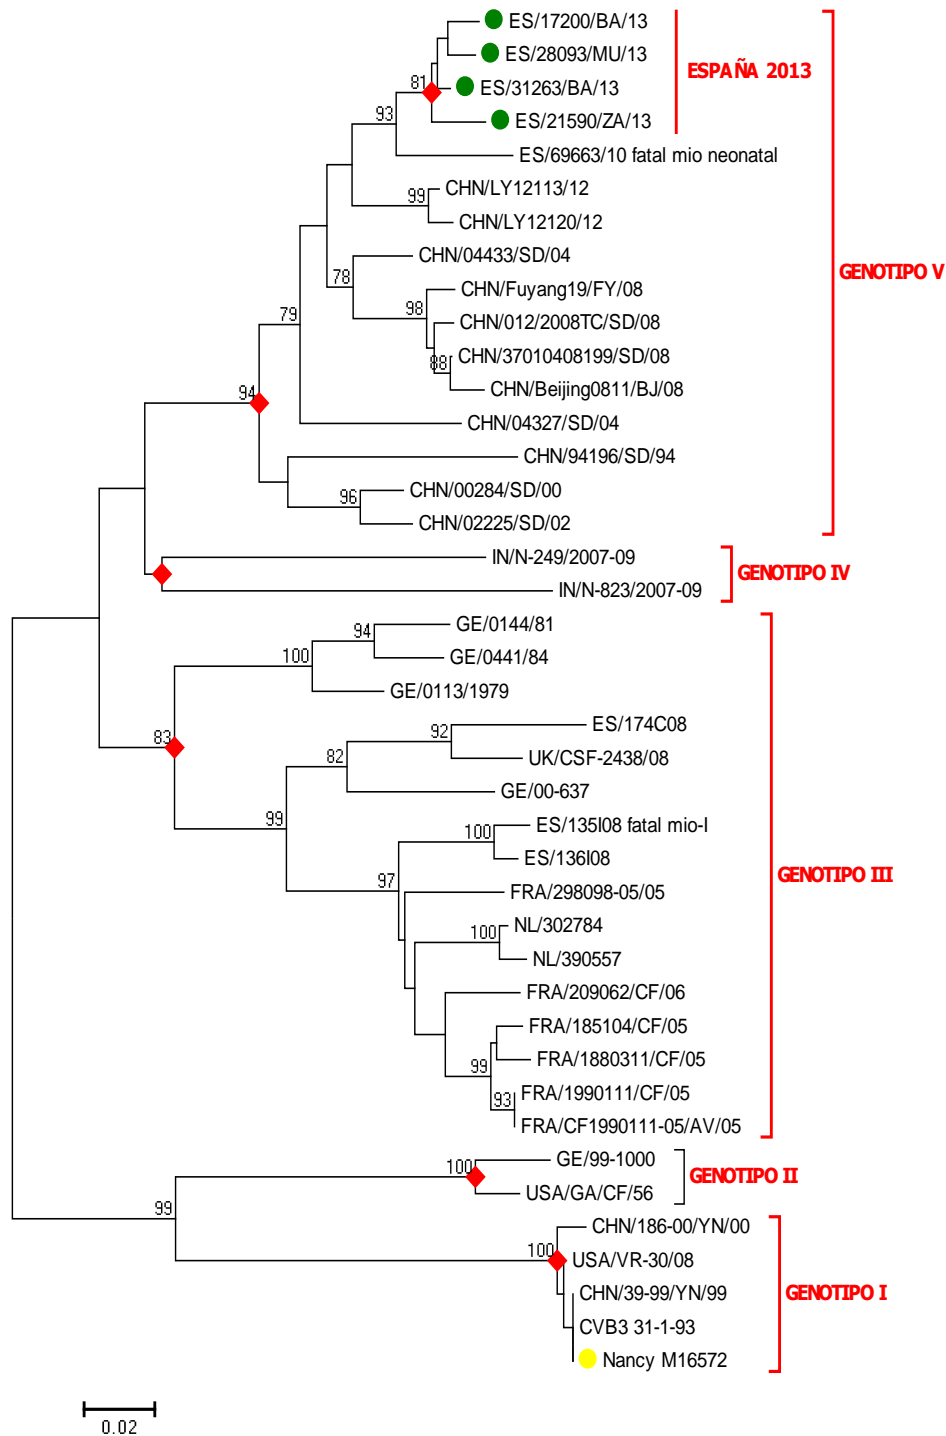 ES/17200/BA/13
ES/28093/MU/13
ESPAÑA 2013
81
ES/31263/BA/13
93
ES/21590/ZA/13
ES/69663/10 fatal mio neonatal
CHN/LY12113/12
99
CHN/LY12120/12
CHN/04433/SD/04
GENOTIPO V
78
CHN/Fuyang19/FY/08
79
98
CHN/012/2008TC/SD/08
CHN/37010408199/SD/08
88
CHN/Beijing0811/BJ/08
94
CHN/04327/SD/04
CHN/94196/SD/94
CHN/00284/SD/00
96
CHN/02225/SD/02
IN/N-249/2007-09
GENOTIPO IV
IN/N-823/2007-09
GE/0144/81
94
100
GE/0441/84
GE/0113/1979
ES/174C08
92
83
82
UK/CSF-2438/08
GE/00-637
99
ES/135I08 fatal mio-I
100
ES/136I08
GENOTIPO III
97
FRA/298098-05/05
NL/302784
100
NL/390557
FRA/209062/CF/06
FRA/185104/CF/05
FRA/1880311/CF/05
99
FRA/1990111/CF/05
93
FRA/CF1990111-05/AV/05
GE/99-1000
100
GENOTIPO II
USA/GA/CF/56
99
CHN/186-00/YN/00
100
USA/VR-30/08
CHN/39-99/YN/99
GENOTIPO I
CVB3 31-1-93
Nancy M16572
0.02